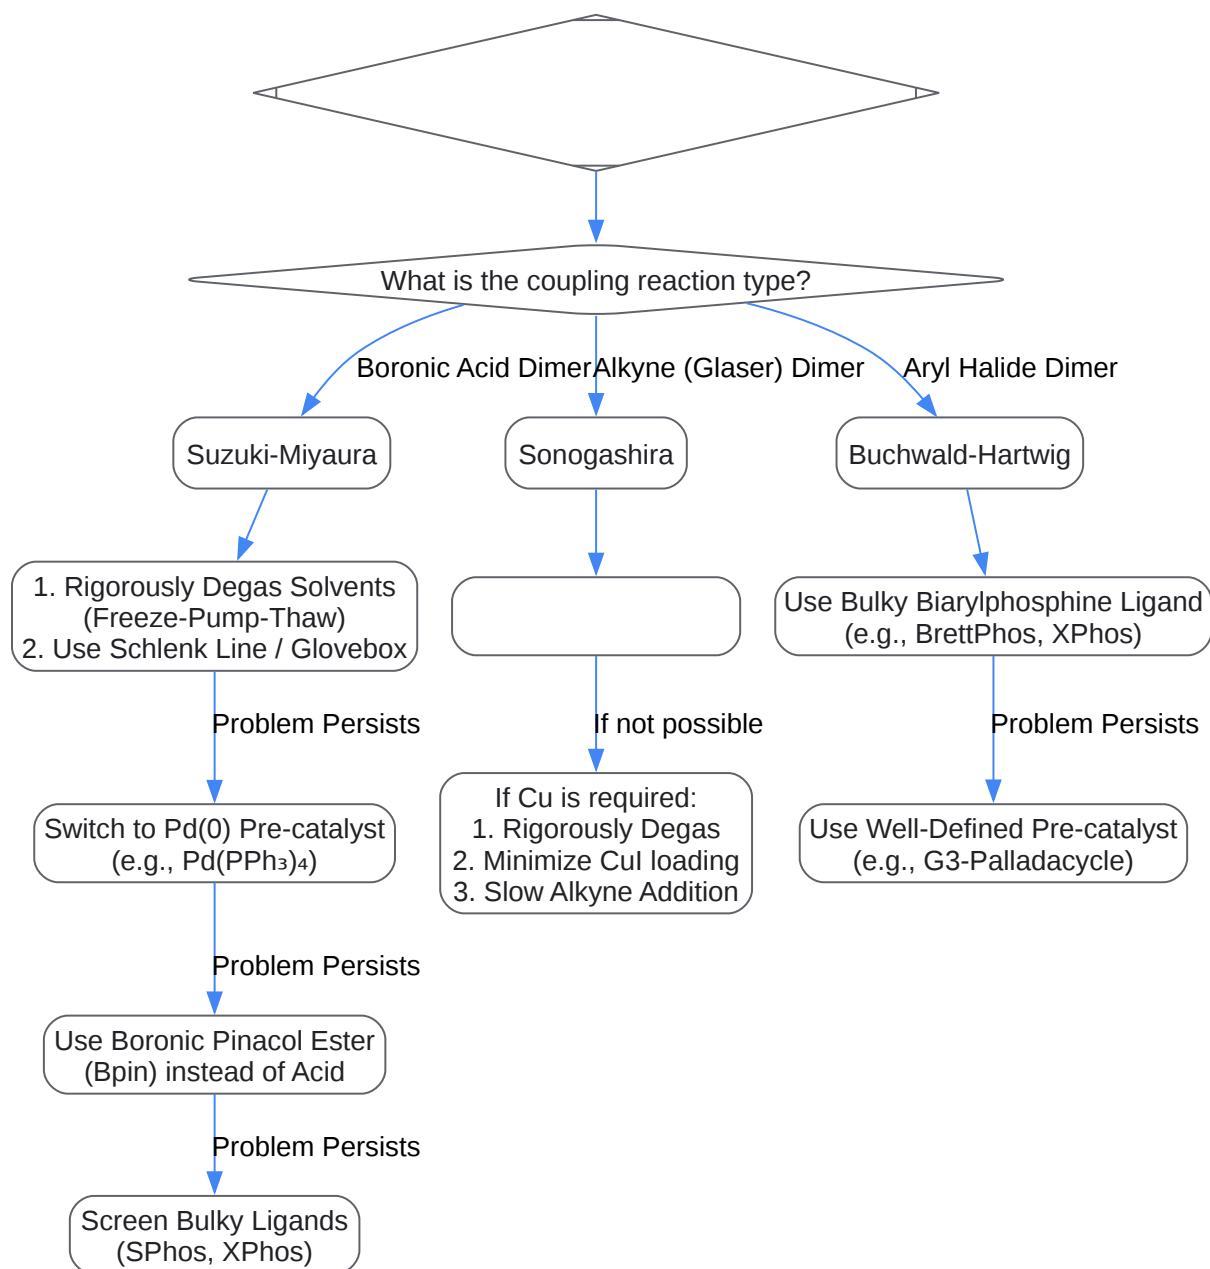 What is the coupling reaction type?
Boronic Acid Dimer
Alkyne (Glaser) Dimer
Aryl Halide Dimer
Suzuki-Miyaura
Sonogashira
Buchwald-Hartwig
1. Rigorously Degas Solvents
(Freeze-Pump-Thaw)
2. Use Schlenk Line / Glovebox
Use Bulky Biarylphosphine Ligand
(e.g., BrettPhos, XPhos)
Problem Persists
If not possible
Problem Persists
Switch to Pd(0) Pre-catalyst
(e.g., Pd(PPh₃)₄)
If Cu is required:
1. Rigorously Degas
2. Minimize CuI loading
3. Slow Alkyne Addition
Use Well-Defined Pre-catalyst
(e.g., G3-Palladacycle)
Problem Persists
Use Boronic Pinacol Ester
(Bpin) instead of Acid
Problem Persists
Screen Bulky Ligands
(SPhos, XPhos)